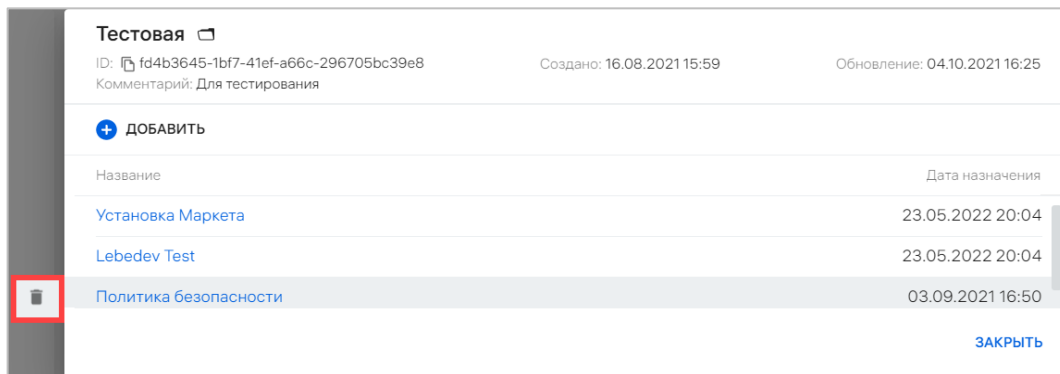 Тестовая
ID: fd4b3645-1bf7-41ef-a66c-296705bc39e8 Создано: 16.08.2021 15:59 Обновление: 04.10.2021 16:25
Комментарий: Для тестирования
ДОБАВИТЬ
Название Дата назначения
Установка Маркета 23.05.2022 20:04
Lebedev Test 23.05.2022 20:04
Политика безопасности 03.09.2021 16:50
ЗАКРЫТЬ